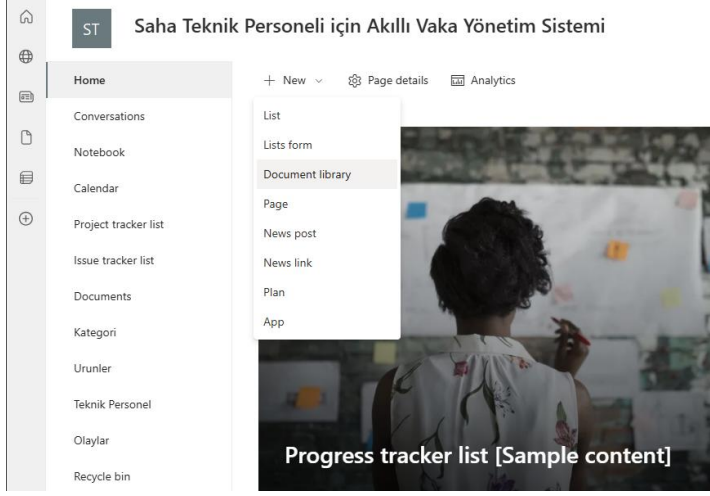 ST
Saha Teknik Personeli için Akıllı Vaka Yönetim Sistemi
Home
Conversations
Notebook
Calendar
Project tracker list
Issue tracker list
Documents
Kategori
Urunler
Teknik Personel
Olaylar
Recycle bin
New
Page details
Analytics
List
Lists form
Document library
Page
News post
News link
Plan
App
Progress tracker list [Sample content]